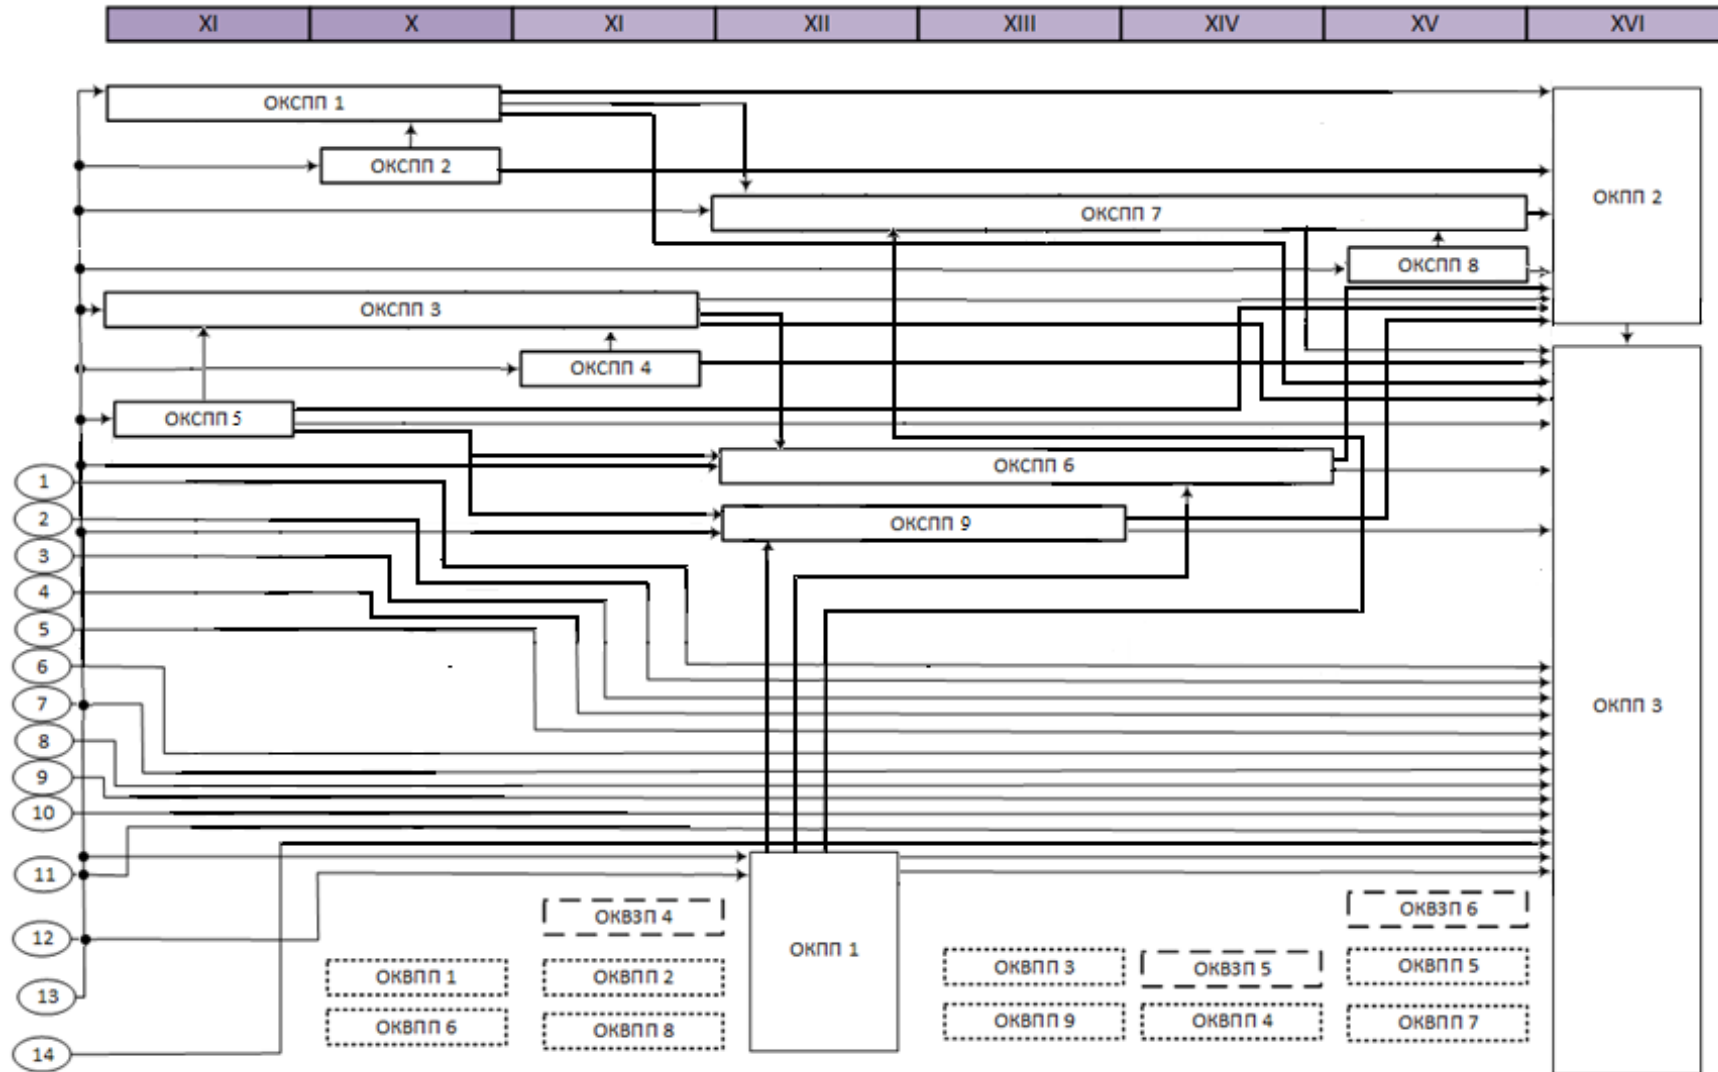 XI X XI XII XIII XIV XV XVI
ОКСПП 1
ОКСПП 2
ОКПП 2
ОКСПП 7
ОКСПП 8
ОКСПП 3
ОКСПП 4
ОКСПП 5
ОКСПП 6
1
2
ОКСПП 9
3
4
5
6
7
ОКПП 3
8
9
10
11
ОКВЗП 4
ОКВЗП 6
12
ОКПП 1
ОКВПП 1
ОКВПП 2
ОКВПП 3
ОКВЗП 5
ОКВПП 5
13
ОКВПП 6
ОКВПП 8
ОКВПП 9
ОКВПП 4
ОКВПП 7
14